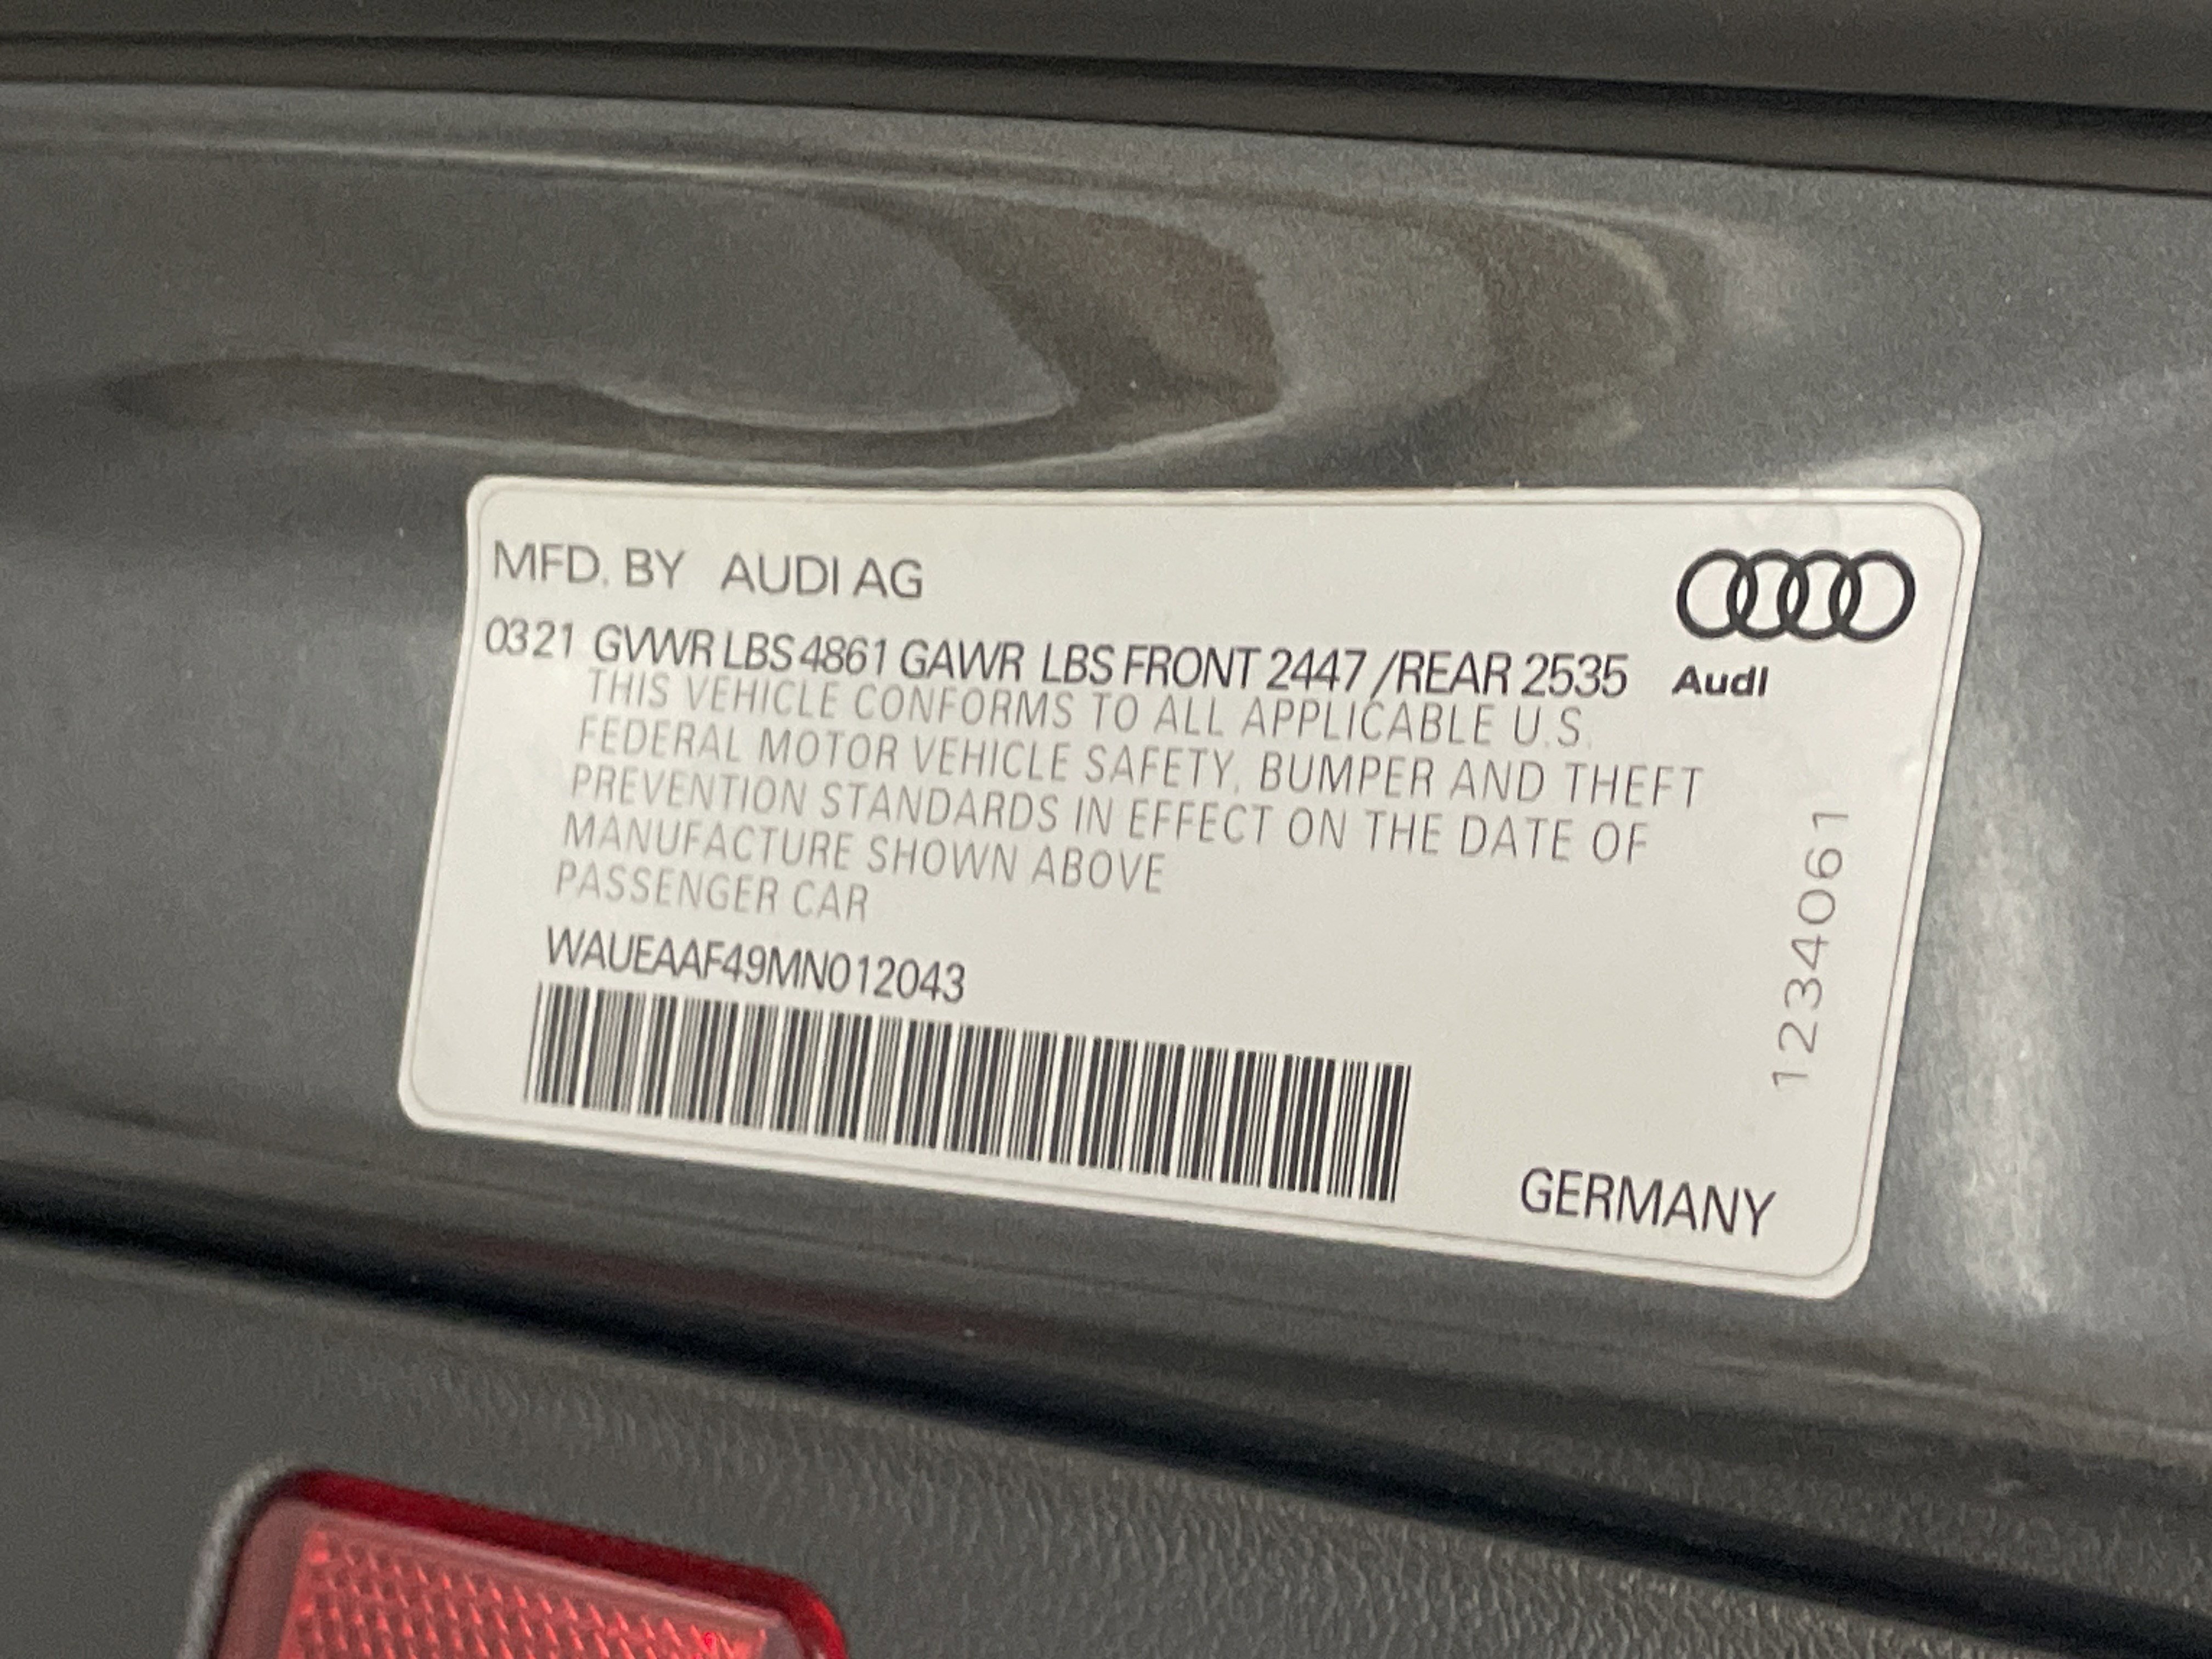 MFD. BY AUDI AG
0321 GVWR LBS 4861 GAWR LBS FRONT 2447 /REAR 2535
Audi
THIS VEHICLE CONFORMS TO ALL APPLICABLE U.S.
FEDERAL MOTOR VEHICLE SAFETY, BUMPER AND THEFT
PREVENTION STANDARDS IN EFFECT ON THE DATE OF
MANUFACTURE SHOWN ABOVE
PASSENGER CAR
WAUEAAF49MN012043
1234061
GERMANY